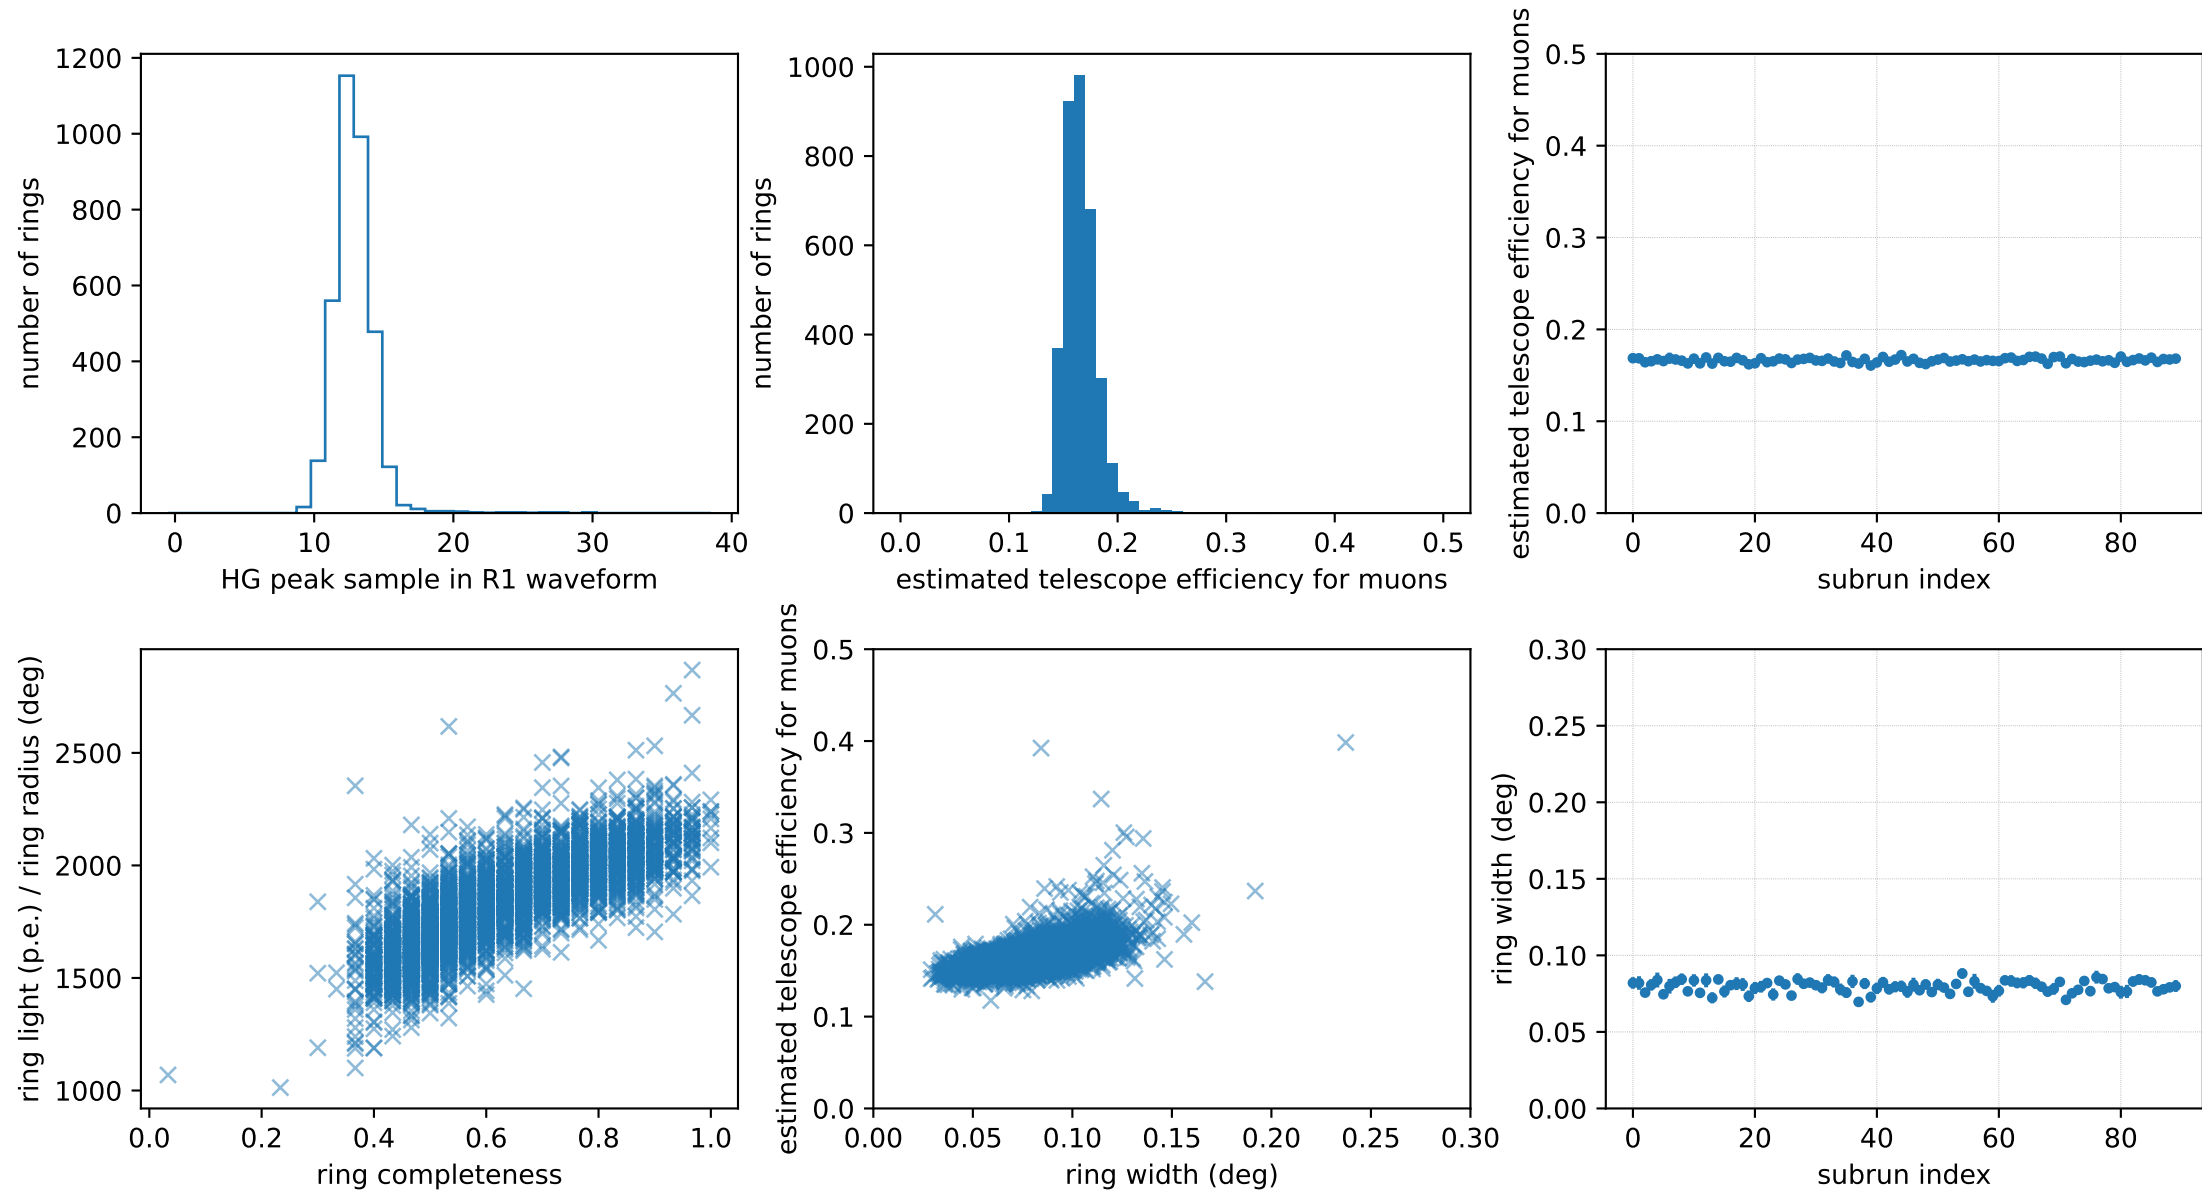 number of rings
1200
1000
800
600
400
200
0
0 10 20 30 40
HG peak sample in R1 waveform
number of rings
1000
800
600
400
200
0
0.0 0.1 0.2 0.3 0.4 0.5
estimated telescope efficiency for muons
estimated telescope efficiency for muons
0.5
0.4
0.3
0.2
0.1
0.0
0 20 40 60 80
subrun index
ring light (p.e.) / ring radius (deg)
2500
2000
1500
1000
0.0 0.2 0.4 0.6 0.8 1.0
ring completeness
estimated telescope efficiency for muons
0.5
0.4
0.3
0.2
0.1
0.0
0.00 0.05 0.10 0.15 0.20 0.25 0.30
ring width (deg)
ring width (deg)
0.30
0.25
0.20
0.15
0.10
0.05
0.00
0 20 40 60 80
subrun index